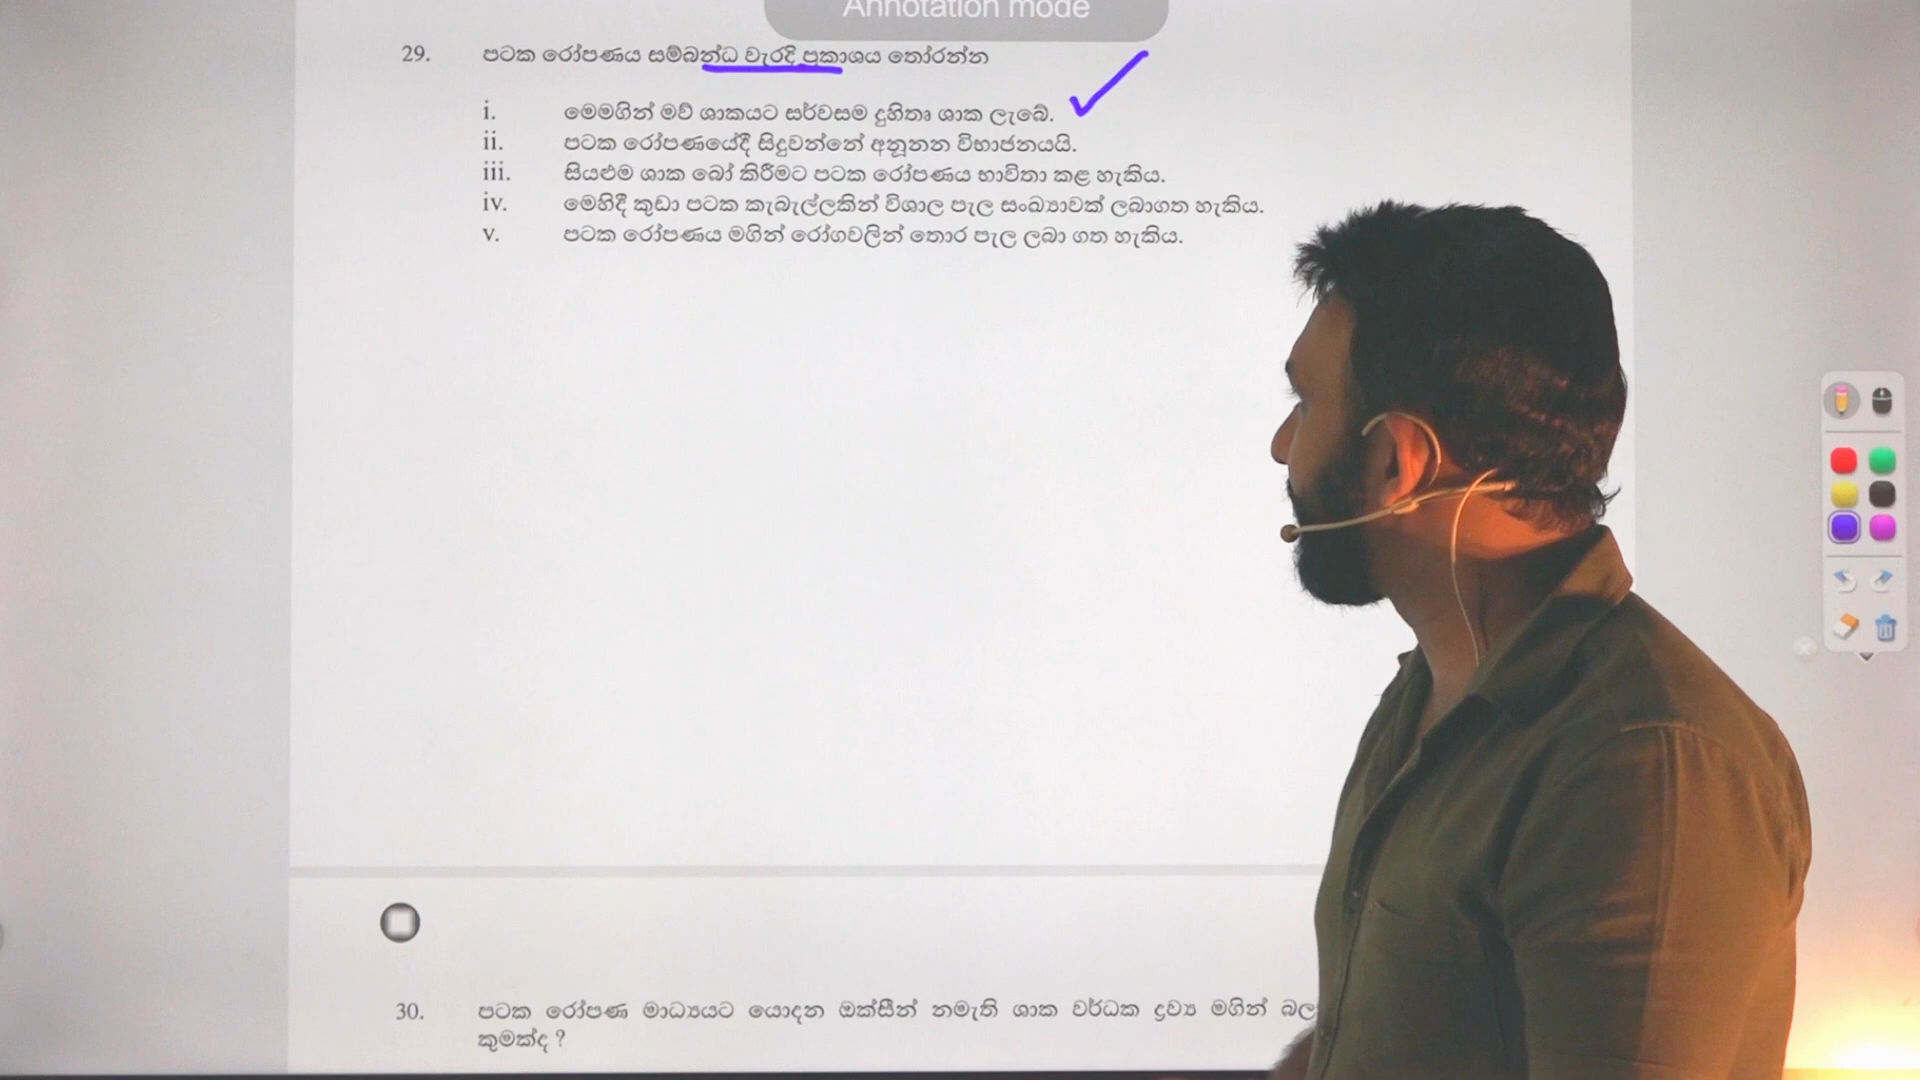 Annotation mode
29. පටක රෝපණය සම්බන්ධ වැරදි ප්‍රකාශය තෝරන්න
i. මෙමගින් මව් ශාකයට සර්වසම දුහිතෘ ශාක ලැබේ.
ii. පටක රෝපණයේදී සිදුවන්නේ අනූනන විභාජනයයි.
iii. සියළුම ශාක බෝ කිරීමට පටක රෝපණය භාවිතා කළ හැකිය.
iv. මෙහිදී කුඩා පටක කැබැල්ලකින් විශාල පැල සංඛ්‍යාවක් ලබාගත හැකිය.
v. පටක රෝපණය මගින් රෝගවලින් තොර පැල ලබා ගත හැකිය.
30. පටක රෝපණ මාධ්‍යයට යොදන ඔක්සීන් නමැති ශාක වර්ධක ද්‍රව්‍ය මගින්
කුමක්ද ?